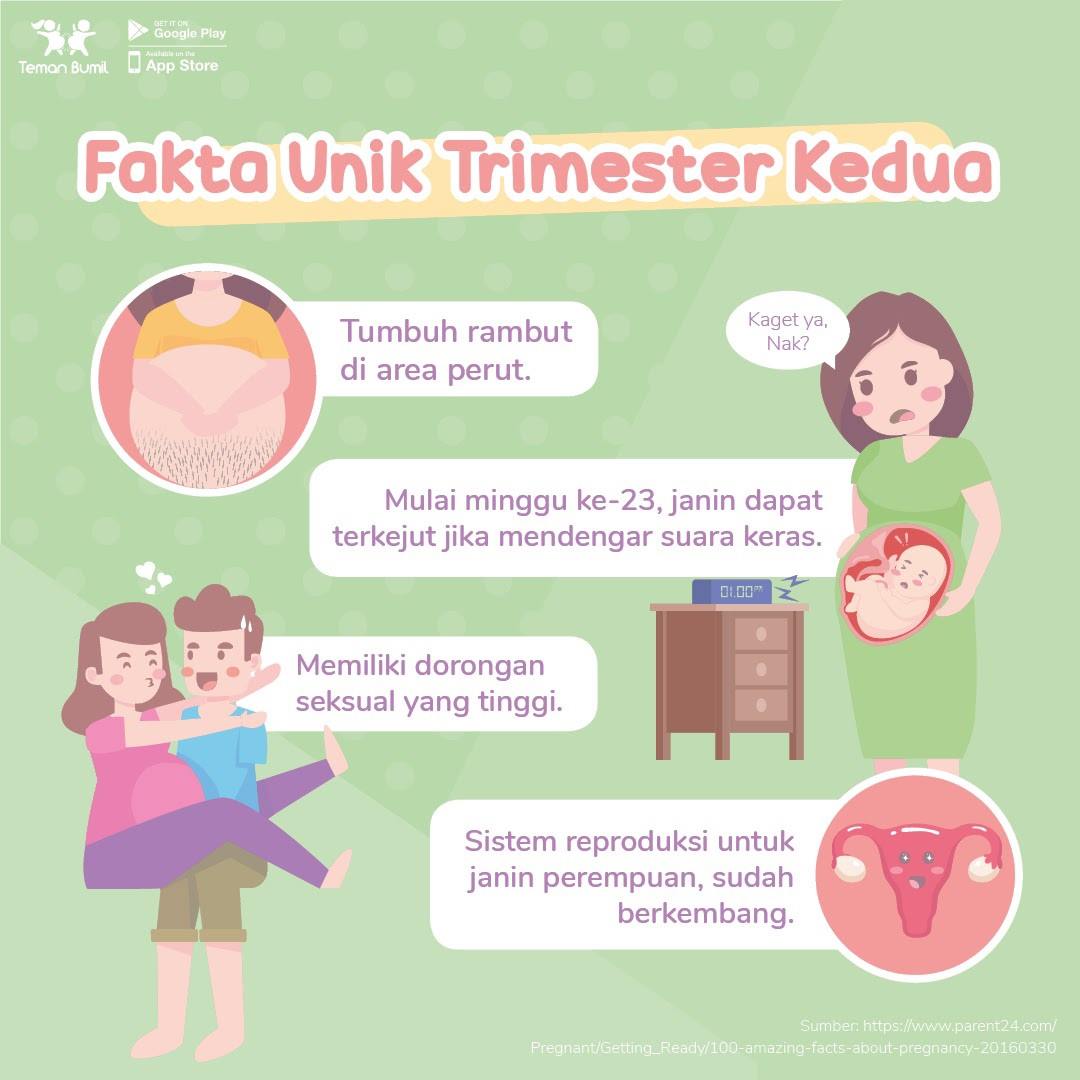 Teman Bumil
GET IT ON
Google Play
Available on the
App Store
Fakta Unik Trimester Kedua
Tumbuh rambut
di area perut.
Kaget ya,
Nak?
Mulai minggu ke-23, janin dapat
terkejut jika mendengar suara keras.
01.00 PM
Memiliki dorongan
seksual yang tinggi.
Sistem reproduksi untuk
janin perempuan, sudah
berkembang.
Sumber: https://www.parent24.com/
Pregnant/Getting_Ready/100-amazing-facts-about-pregnancy-20160330